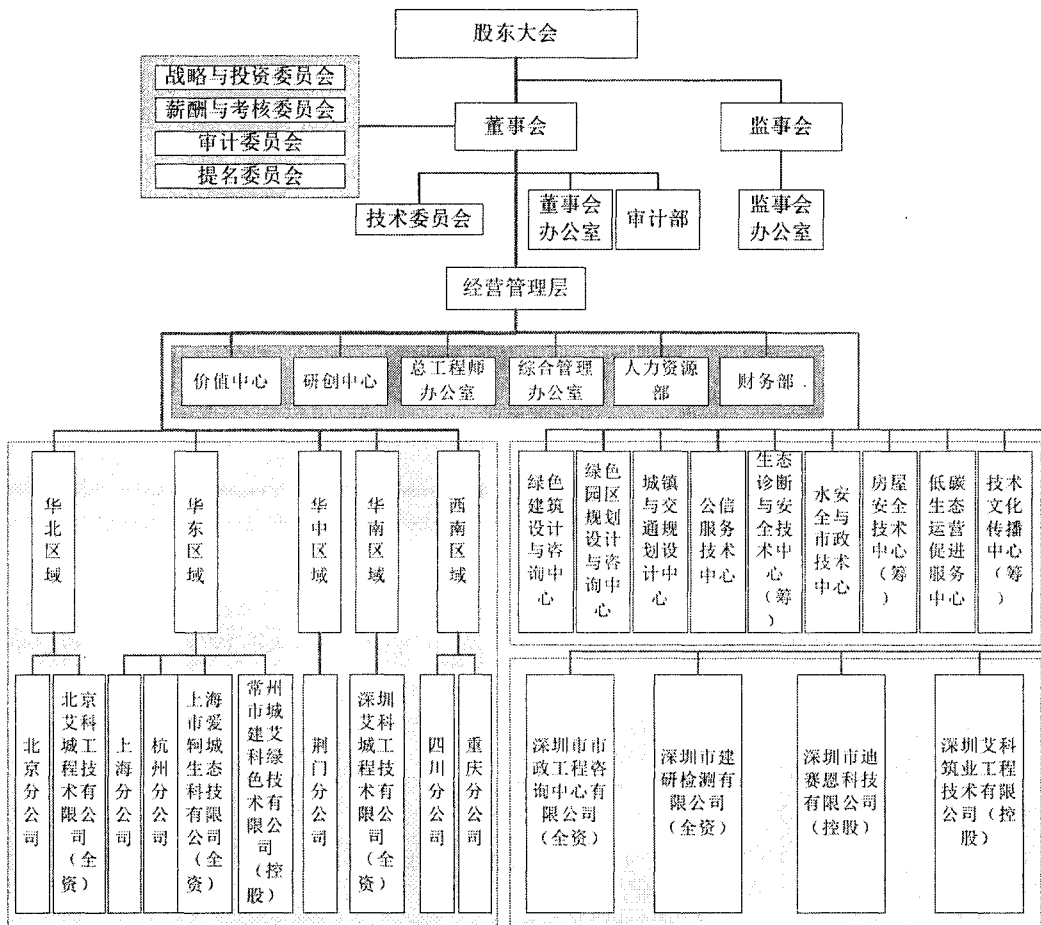 股东大会
战略与投资委员会
薪酬与考核委员会
审计委员会
提名委员会
董事会
监事会
技术委员会
董事会
办公室
审计部
监事会
办公室
经营管理层
价值中心
研创中心
总工程师
办公室
综合管理
办公室
人力资源
部
财务部
华北区域
华东区域
华中区域
华南区域
西南区域
绿色建筑设计与咨询中心
绿色园区规划设计与咨询中心
城镇与交通规划设计中心
公信服务技术中心
生态诊断与安全技术中心（筹）
水安全与市政技术中心
房屋安全技术中心（筹）
低碳生态运营促进服务中心
技术文化传播中心（筹）
北京分公司
北京艾科城工程技术有限公司（全资）
上海分公司
杭州分公司
上海市爱轲城生态科技有限公司（全资）
常州市城建艾科绿色技术有限公司（控股）
荆门分公司
深圳艾科城工程技术有限公司（全资）
四川分公司
重庆分公司
深圳市市
政工程咨
询中心有
限公司
（全资）
深圳市建
研检测有
限公司
（全资）
深圳市迪
赛恩科技
有限公司
（控股）
深圳艾科
筑业工程
技术有限
公司（控
股）